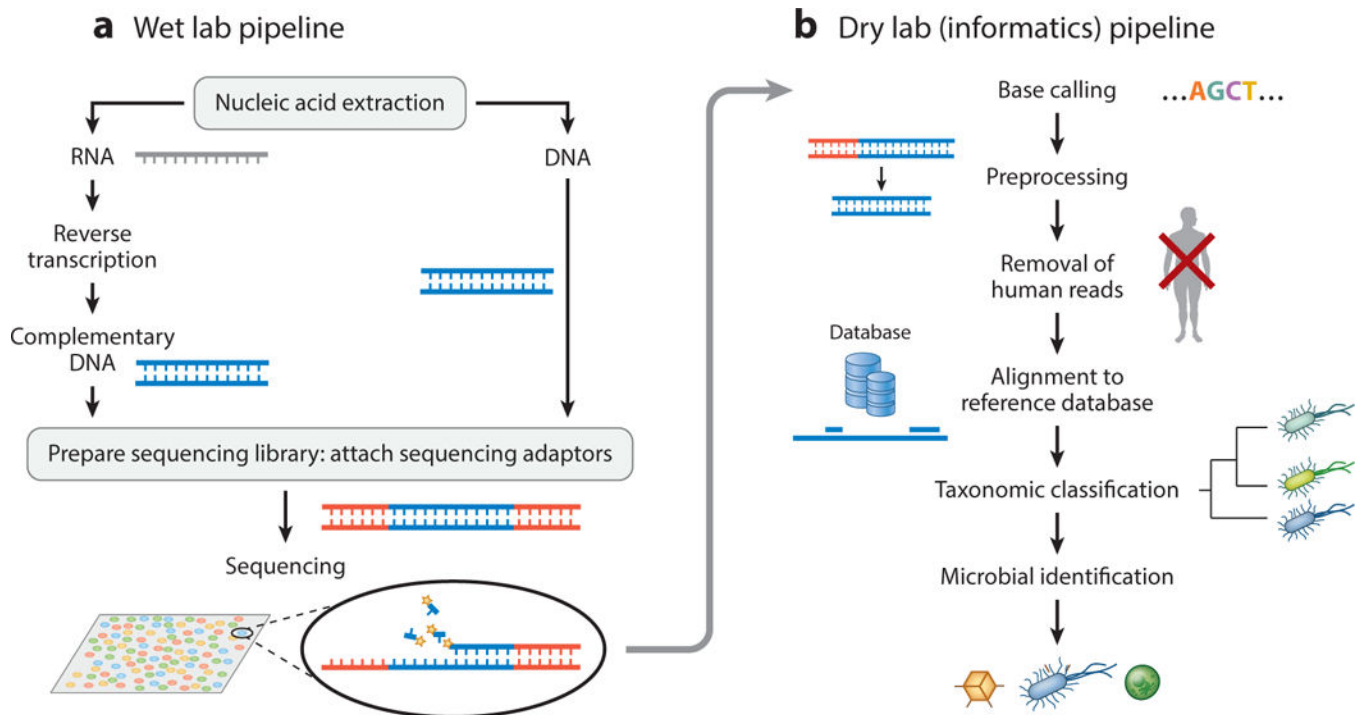 a Wet lab pipeline
Nucleic acid extraction
RNA
DNA
Reverse
transcription
Complementary
DNA
Prepare sequencing library: attach sequencing adaptors
Sequencing
b Dry lab (informatics) pipeline
Base calling
...AGCT...
Preprocessing
Removal of
human reads
Database
Alignment to
reference database
Taxonomic classification
Microbial identification